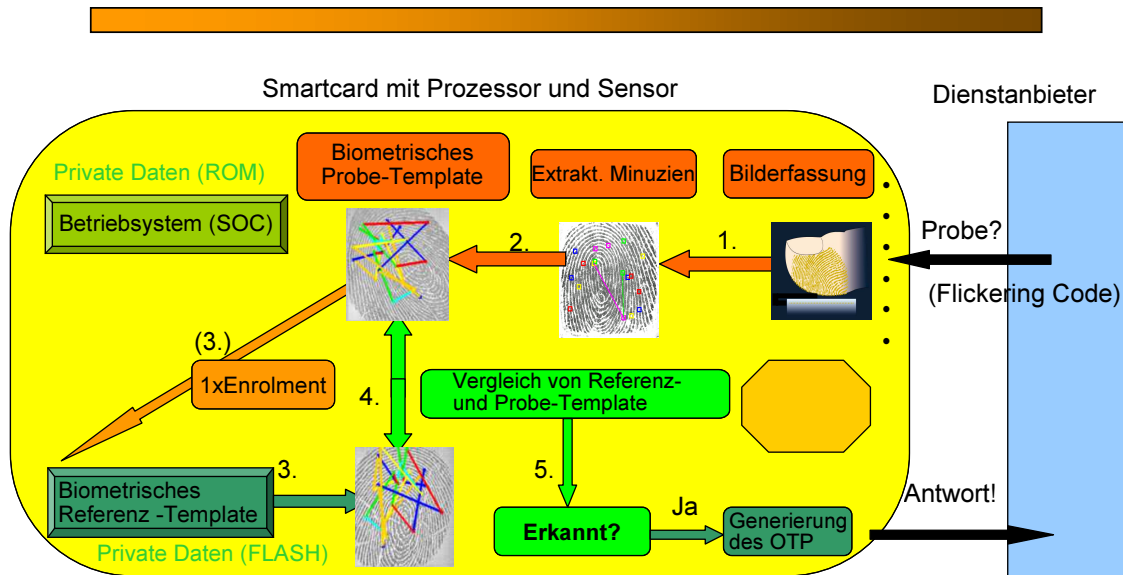 Smartcard mit Prozessor und Sensor
Dienstanbieter
Private Daten (ROM)
Betriebsystem (SOC)
Biometrisches
Probe-Template
Extrakt. Minuzien
Bilderfassung
Probe?
(Flickering Code)
1.
2.
(3.)
1xEnrolment
4.
Vergleich von Referenz-
und Probe-Template
3.
Biometrisches
Referenz -Template
Private Daten (FLASH)
5.
Erkannt?
Ja
Generierung
des OTP
Antwort!